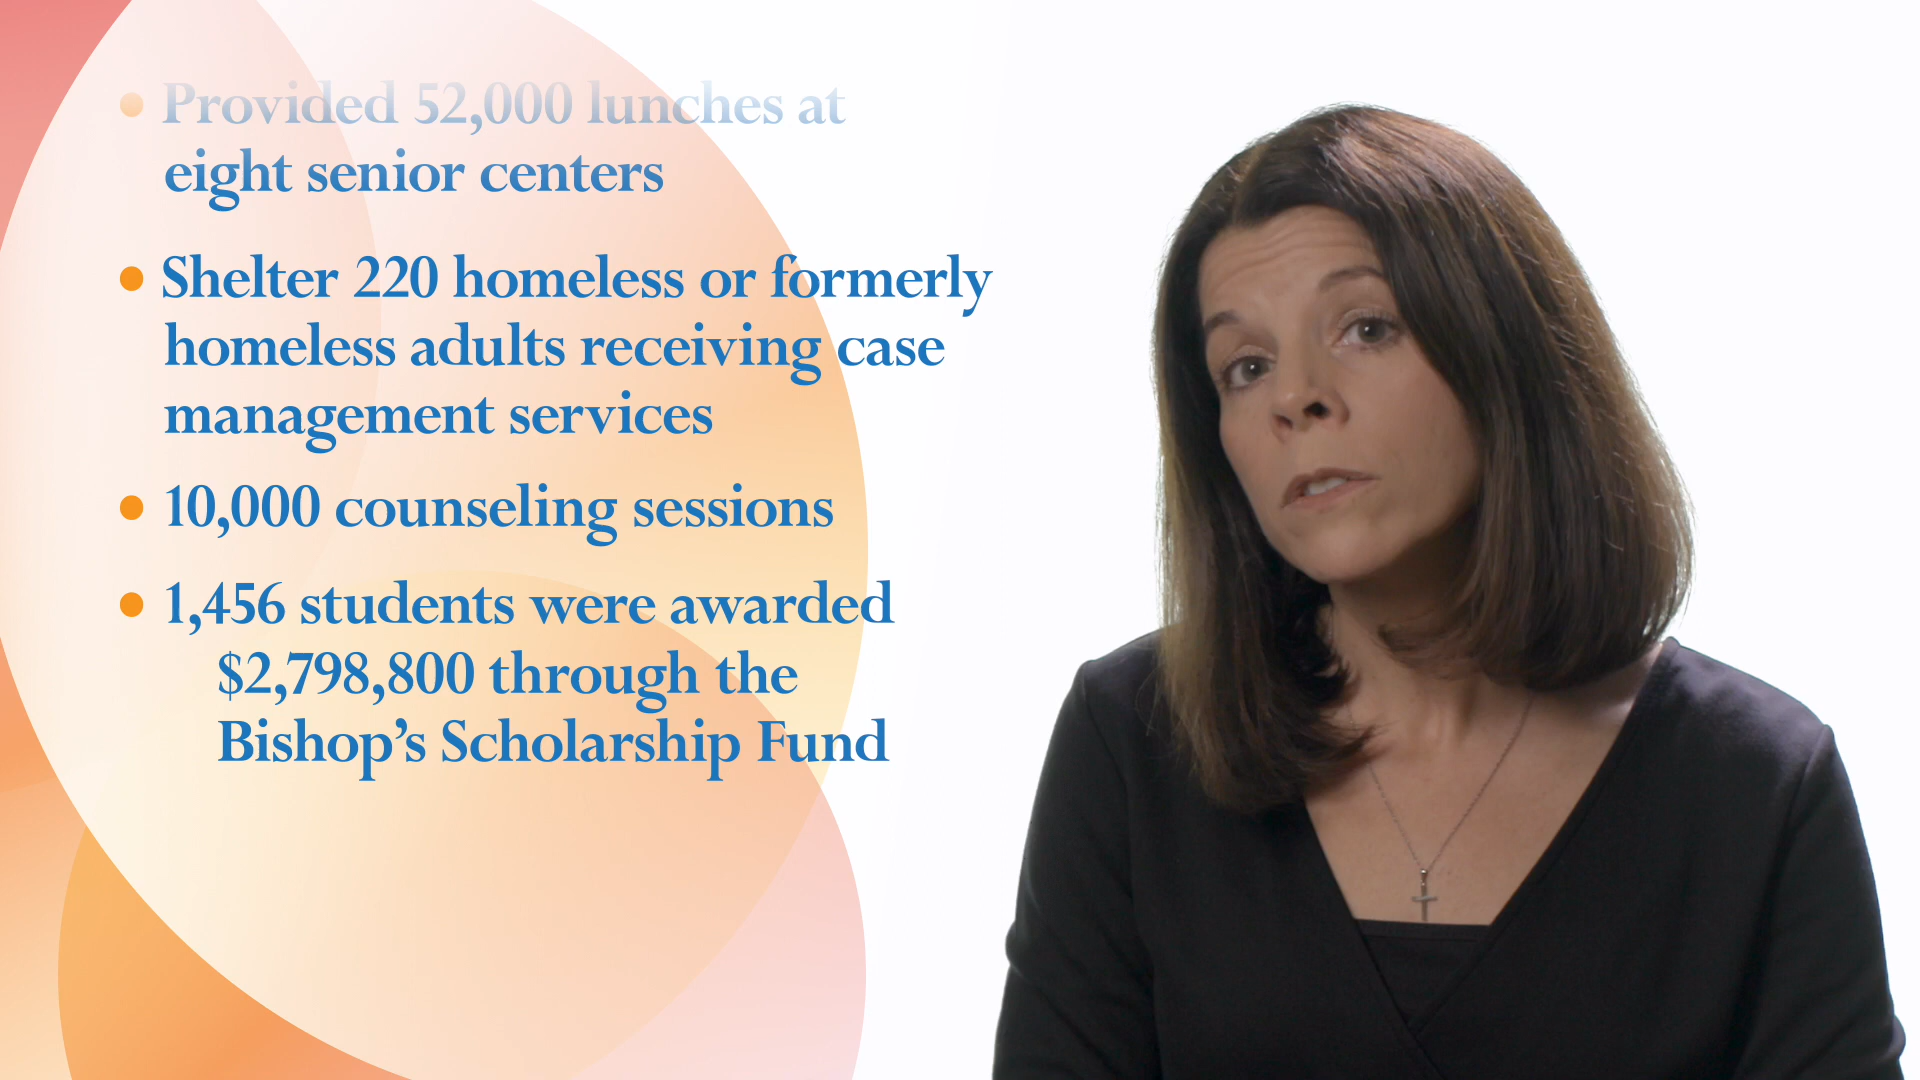 • Provided 52,000 lunches at
eight senior centers
• Shelter 220 homeless or formerly
homeless adults receiving case
management services
• 10,000 counseling sessions
• 1,456 students were awarded
$2,798,800 through the
Bishop’s Scholarship Fund